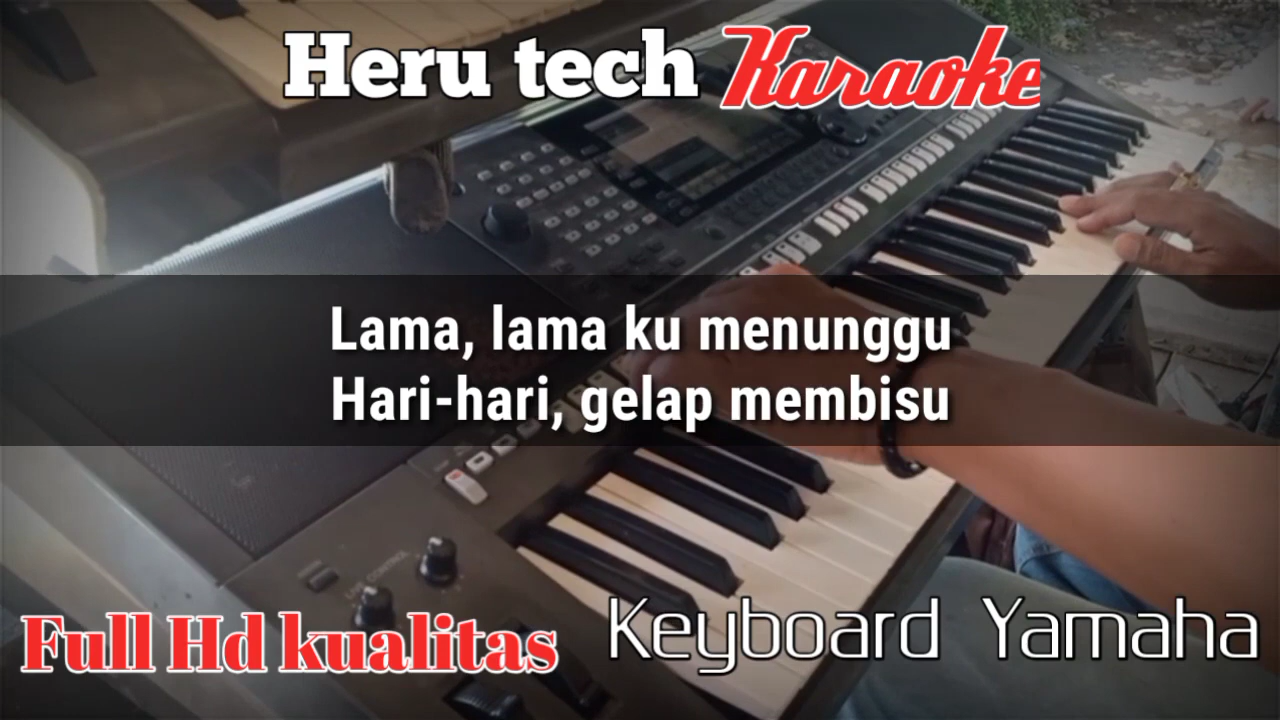 Heru tech Karaoke
Lama, lama ku menunggu
Hari-hari, gelap membisu
Full Hd kualitas
Keyboard Yamaha